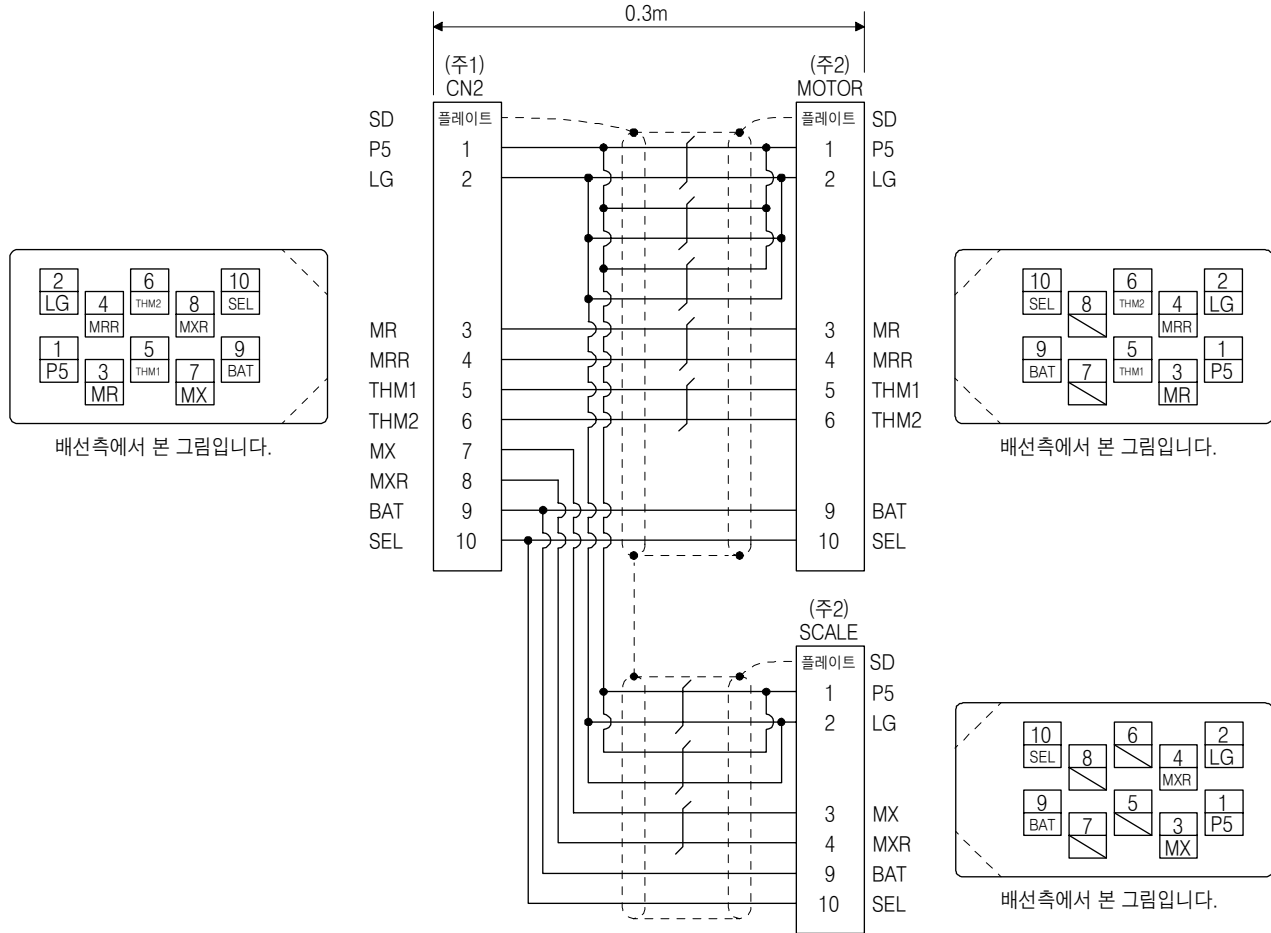 0.3m
(주1)
CN2
(주2)
MOTOR
SD 플레이트 플레이트 SD
P5 1 1 P5
LG 2 2 LG
MR 3 3 MR
MRR 4 4 MRR
THM1 5 5 THM1
THM2 6 6 THM2
MX 7
MXR 8
BAT 9 9 BAT
SEL 10 10 SEL
2 6 10
LG 4 THM2 8 SEL
MRR MXR
1 5 9
P5 3 THM1 7 BAT
MR MX
배선측에서 본 그림입니다.
10 6 2
SEL 8 THM2 4 LG
MRR
9 5 1
BAT 7 THM1 3 P5
MR
배선측에서 본 그림입니다.
(주2)
SCALE
플레이트 SD
1 P5
2 LG
3 MX
4 MXR
9 BAT
10 SEL
10 6 2
SEL 8 4 LG
MXR
9 5 1
BAT 7 3 P5
MX
배선측에서 본 그림입니다.